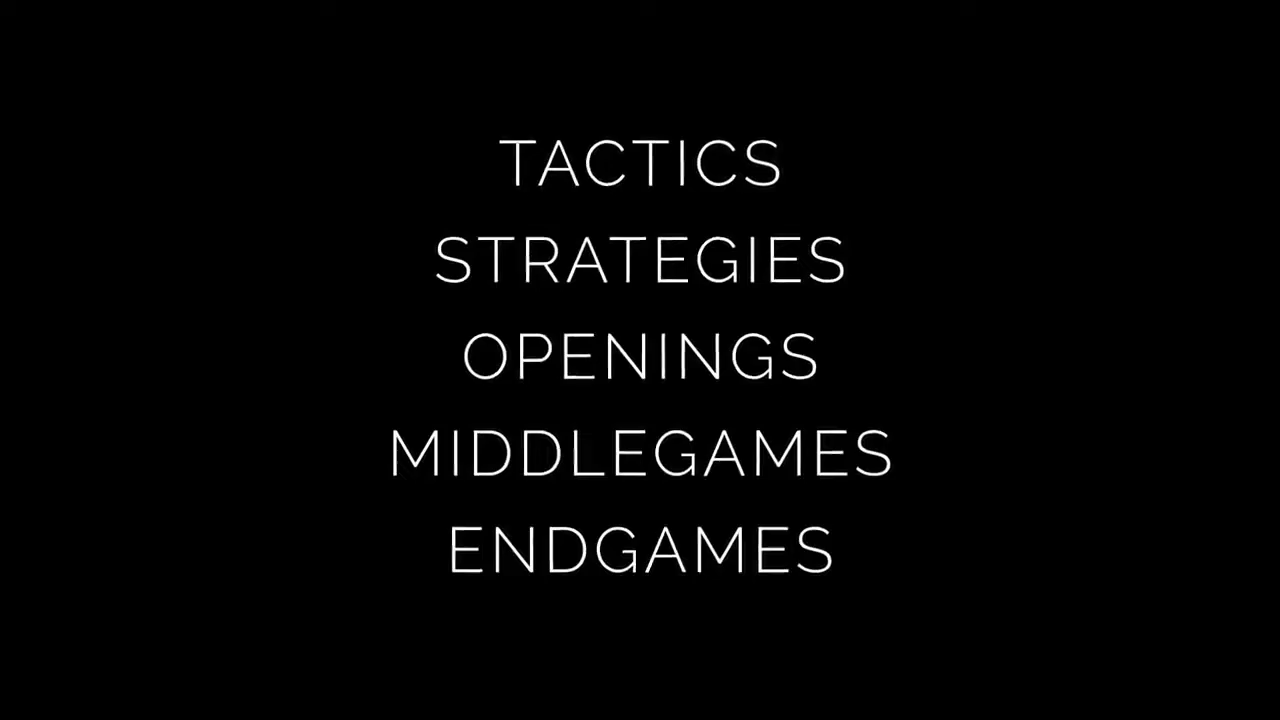 TACTICS
STRATEGIES
OPENINGS
MIDDLEGAMES
ENDGAMES